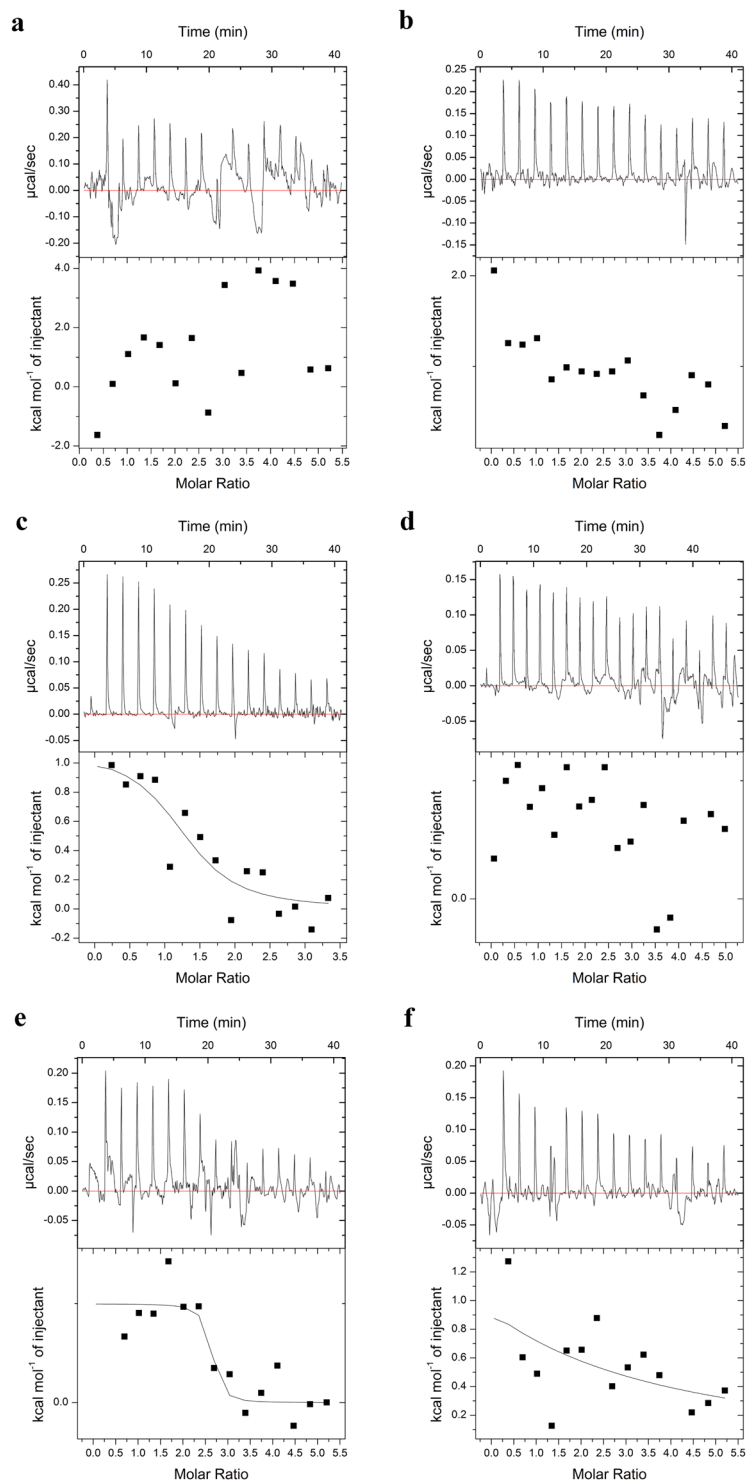 a
Time (min)
0 10 20 30 40
0.40
0.30
0.20
0.10
0.00
-0.10
-0.20
µcal/sec
4.0
2.0
0.0
-2.0
kcal mol-1 of injectant
0.0 0.5 1.0 1.5 2.0 2.5 3.0 3.5 4.0 4.5 5.0 5.5
Molar Ratio
b
Time (min)
0 10 20 30 40
0.25
0.20
0.15
0.10
0.05
0.00
-0.05
-0.10
-0.15
µcal/sec
2.0
kcal mol-1 of injectant
0.0 0.5 1.0 1.5 2.0 2.5 3.0 3.5 4.0 4.5 5.0 5.5
Molar Ratio
c
Time (min)
0 10 20 30 40
0.25
0.20
0.15
0.10
0.05
0.00
-0.05
µcal/sec
1.0
0.8
0.6
0.4
0.2
0.0
-0.2
kcal mol-1 of injectant
0.0 0.5 1.0 1.5 2.0 2.5 3.0 3.5
Molar Ratio
d
Time (min)
0 10 20 30 40
0.15
0.10
0.05
0.00
-0.05
µcal/sec
0.0
kcal mol-1 of injectant
0.0 0.5 1.0 1.5 2.0 2.5 3.0 3.5 4.0 4.5 5.0
Molar Ratio
e
Time (min)
0 10 20 30 40
0.20
0.15
0.10
0.05
0.00
-0.05
µcal/sec
0.0
kcal mol-1 of injectant
0.0 0.5 1.0 1.5 2.0 2.5 3.0 3.5 4.0 4.5 5.0 5.5
Molar Ratio
f
Time (min)
0 10 20 30 40
0.20
0.15
0.10
0.05
0.00
-0.05
µcal/sec
1.2
1.0
0.8
0.6
0.4
0.2
kcal mol-1 of injectant
0.0 0.5 1.0 1.5 2.0 2.5 3.0 3.5 4.0 4.5 5.0 5.5
Molar Ratio